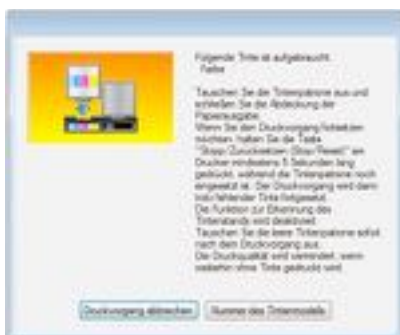 Folgende Tinte ist aufgebraucht:
Farbe
Tauschen Sie die Tintenpatrone aus und
schließen Sie die Abdeckung der
Papierausgabe.
Wenn Sie den Druckvorgang fortsetzen
möchten, halten Sie die Taste
"Stopp/Zurücksetzen (Stop/Reset)" am
Drucker mindestens 5 Sekunden lang
gedrückt, während die Tintenpatrone noch
eingesetzt ist. Der Druckvorgang wird dann
trotz fehlender Tinte fortgesetzt.
Die Funktion zur Erkennung des
Tintenstands wird deaktiviert.
Tauschen Sie die leere Tintenpatrone sofort
nach dem Druckvorgang aus.
Die Druckqualität wird vermindert, wenn
weiterhin ohne Tinte gedruckt wird.
Druckvorgang abbrechen
Nummer des Tintenmodells